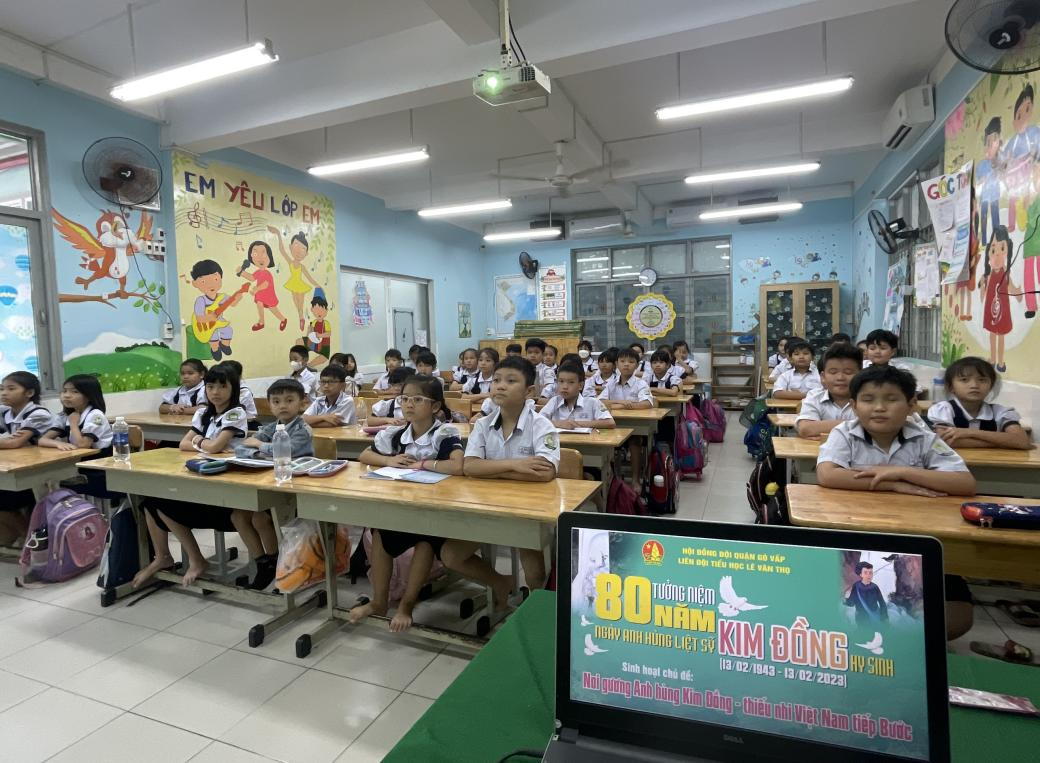 EM YÊU LỚP EM
GÓC
HỘI ĐỒNG ĐỘI QUẬN GÒ VẤP
LIÊN ĐỘI TIỂU HỌC LÊ VĂN THỌ
TƯỞNG NIỆM
80 NĂM
NGÀY ANH HÙNG LIỆT SỸ KIM ĐỒNG HY SINH
(13/02/1943 - 13/02/2023)
Sinh hoạt chủ đề:
Noi gương Anh hùng Kim Đồng - thiếu nhi Việt Nam tiếp Bước
DELL